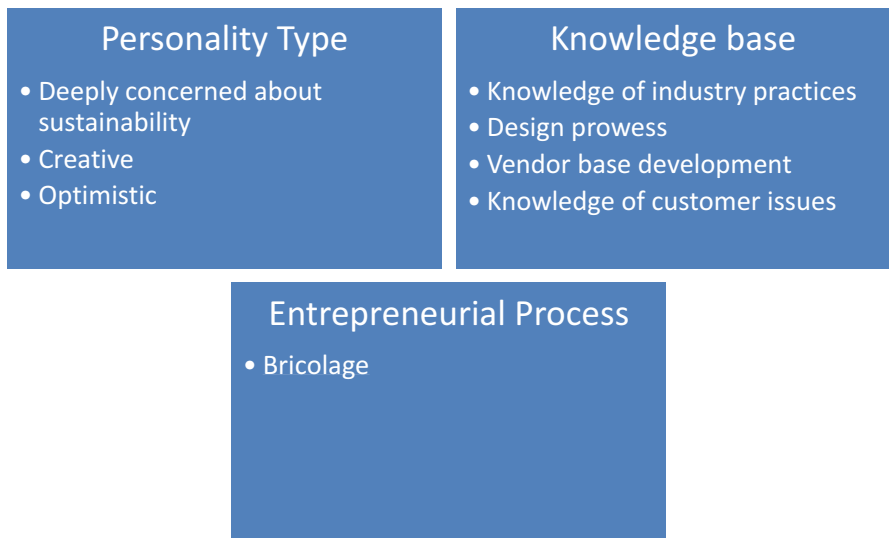 Personality Type
• Deeply concerned about
sustainability
• Creative
• Optimistic
Knowledge base
• Knowledge of industry practices
• Design prowess
• Vendor base development
• Knowledge of customer issues
Entrepreneurial Process
• Bricolage